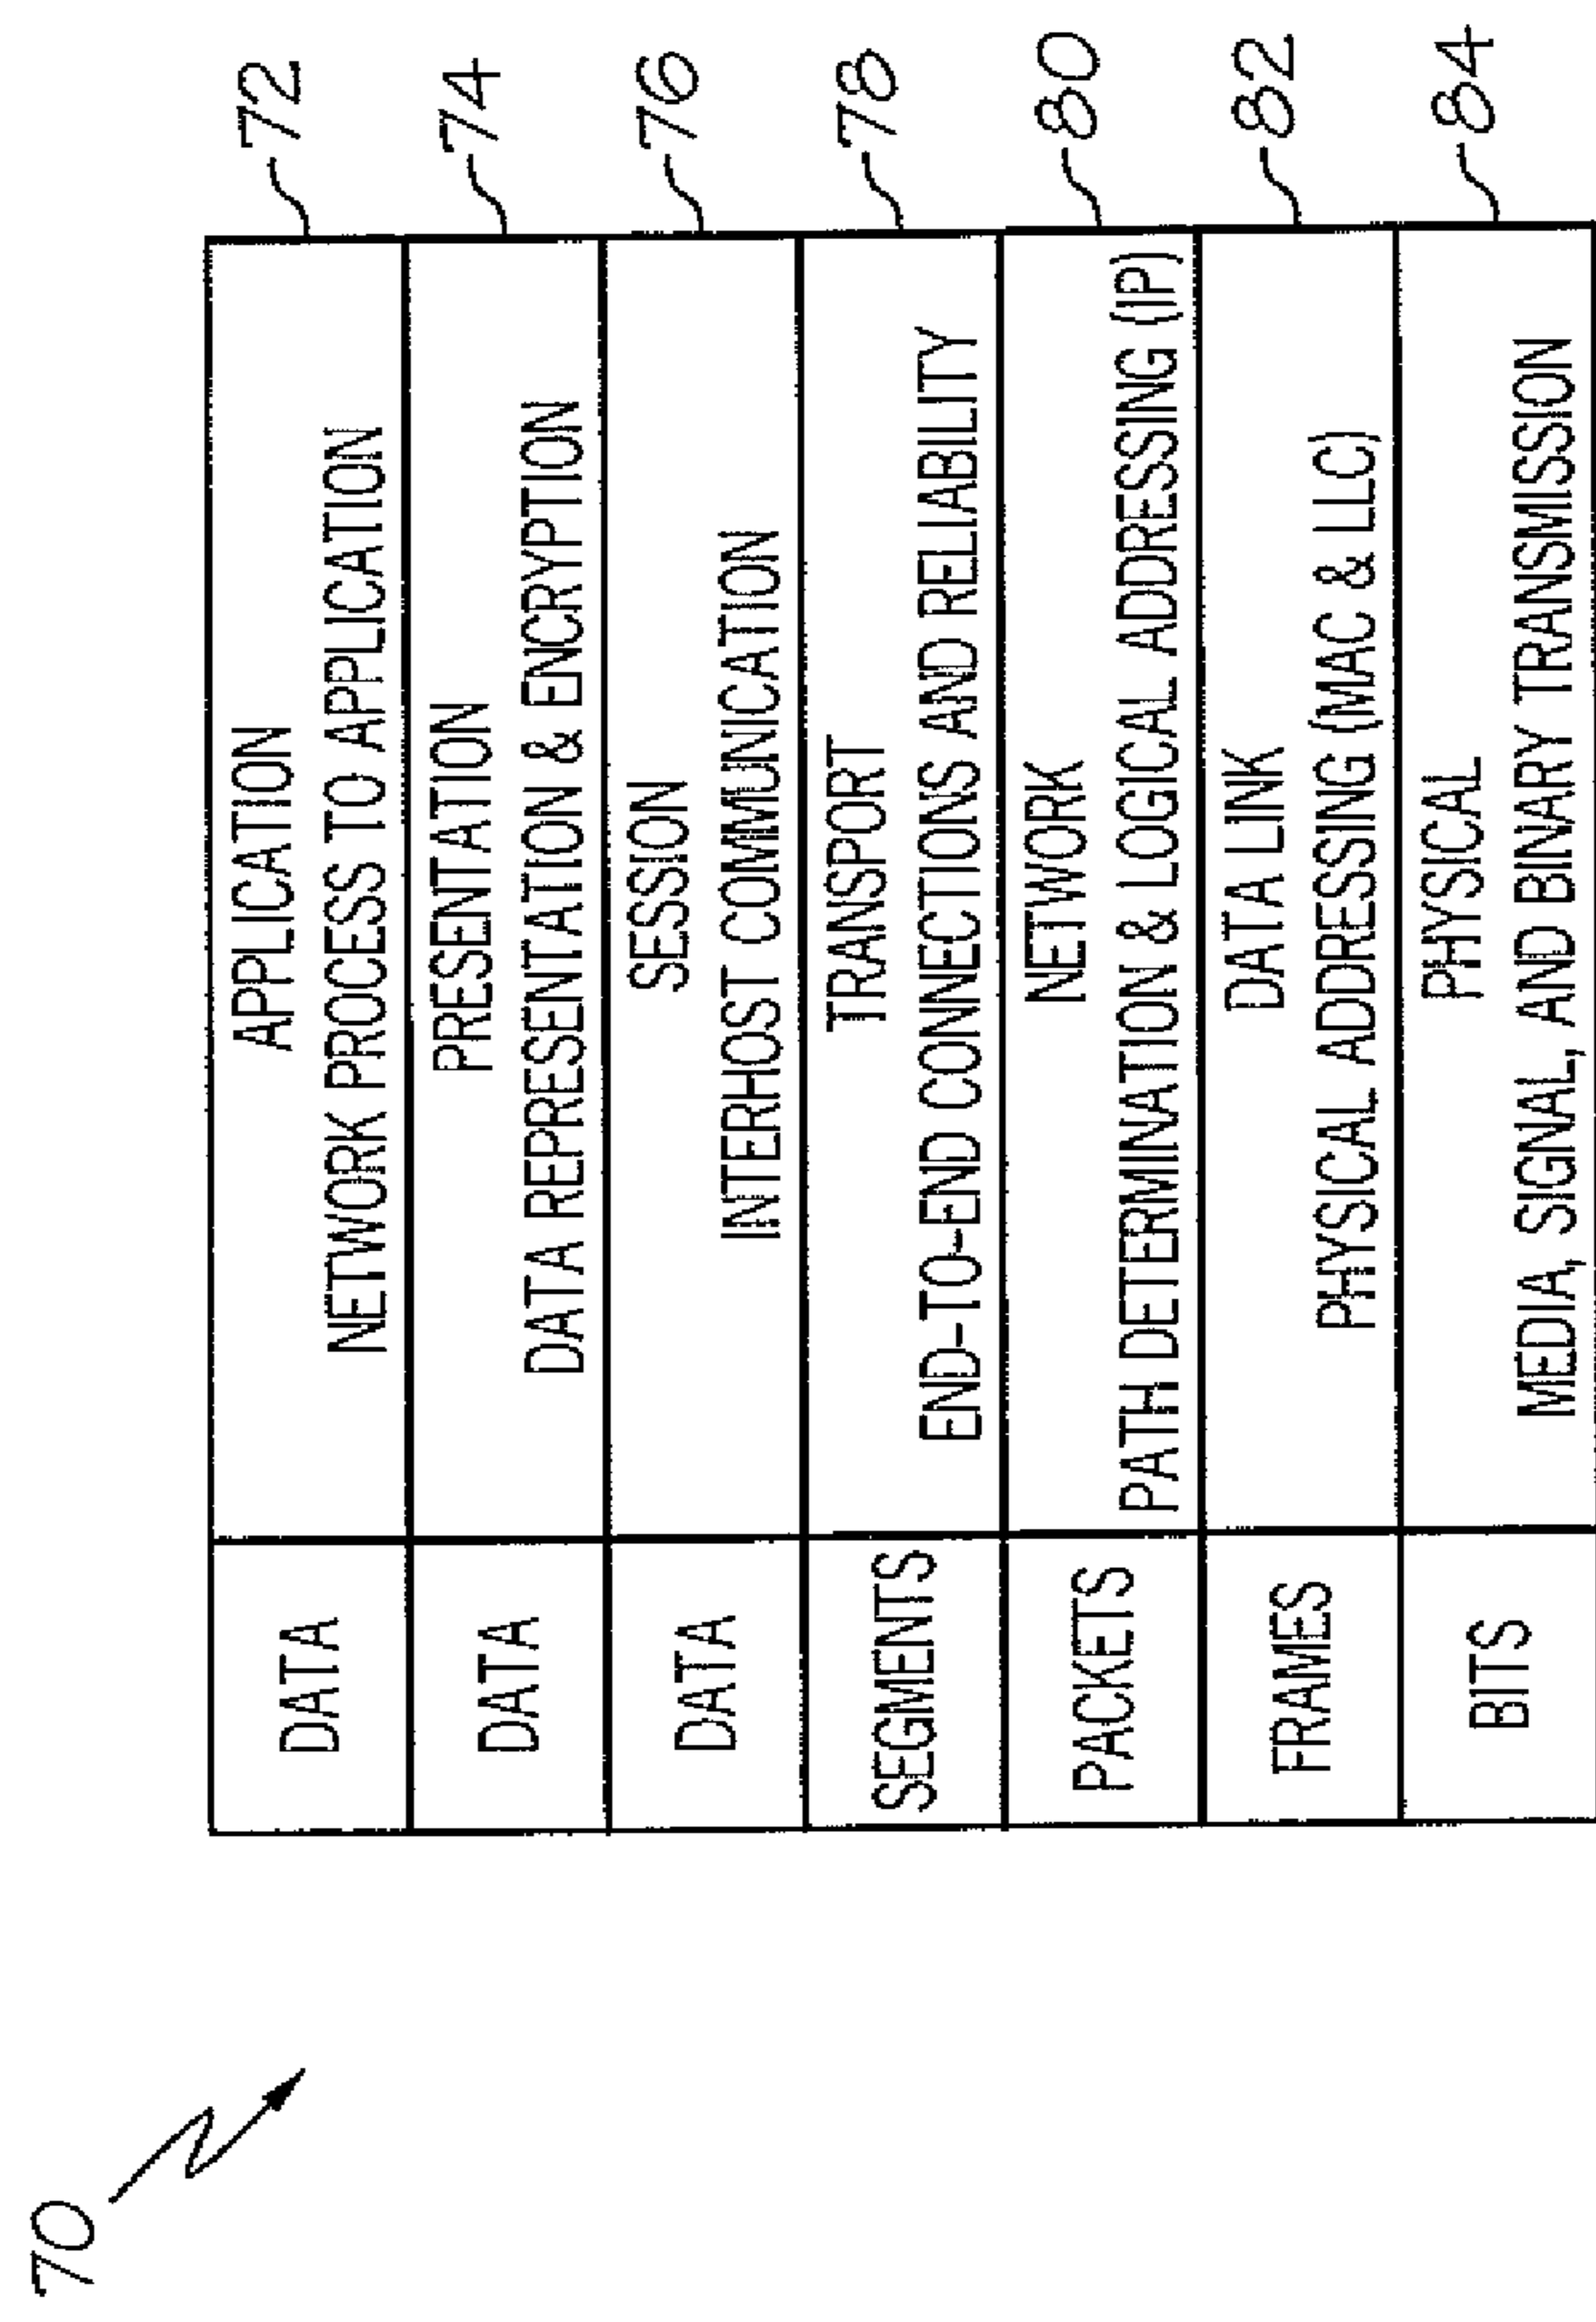 70
DATA
APPLICATION
NETWORK PROCESS TO APPLICATION
72
DATA
PRESENTATION
DATA REPRESENTATION & ENCRYPTION
74
DATA
SESSION
INTERHOST COMMUNICATION
76
SEGMENTS
TRANSPORT
END-TO-END CONNECTIONS AND RELIABILITY
78
PACKETS
NETWORK
PATH DETERMINATION & LOGICAL ADDRESSING (IP)
80
FRAMES
DATA LINK
PHYSICAL ADDRESSING (MAC & LLC)
82
BITS
PHYSICAL
MEDIA, SIGNAL, AND BINARY TRANSMISSION
84